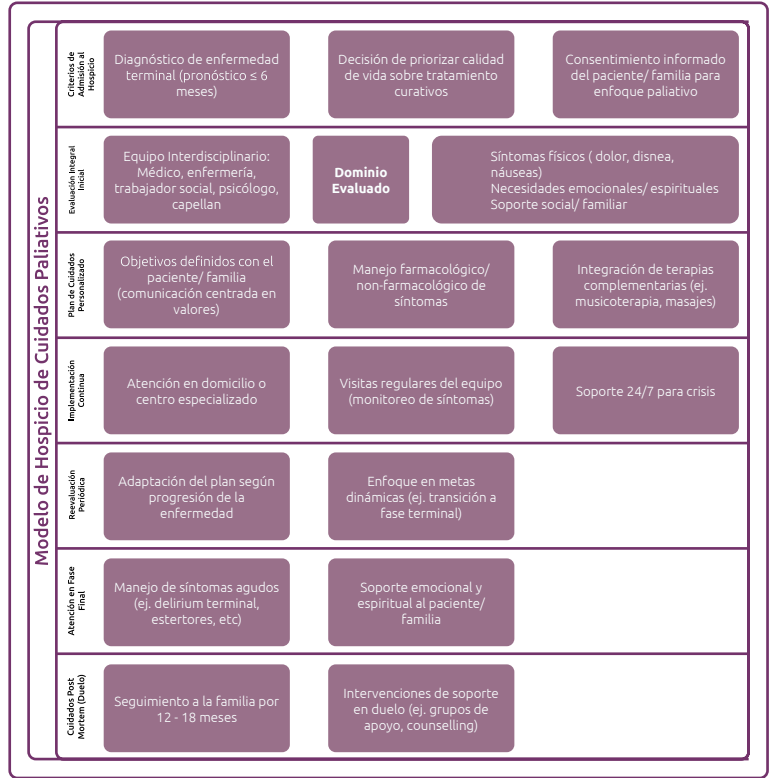 Modelo de Hospicio de Cuidados Paliativos
Criterios de
Admisión al
Hospicio
Diagnóstico de enfermedad
terminal (pronóstico ≤ 6
meses)
Decisión de priorizar calidad
de vida sobre tratamiento
curativos
Consentimiento informado
del paciente/ familia para
enfoque paliativo
Evaluación Integral
Inicial
Equipo Interdisciplinario:
Médico, enfermería,
trabajador social, psicólogo,
capellan
Dominio
Evaluado
Síntomas físicos ( dolor, disnea,
náuseas)
Necesidades emocionales/ espirituales
Soporte social/ familiar
Plan de Cuidados
Personalizado
Objetivos definidos con el
paciente/ familia
(comunicación centrada en
valores)
Manejo farmacológico/
non-farmacológico de
síntomas
Integración de terapias
complementarias (ej.
musicoterapia, masajes)
Implementación
Continua
Atención en domicilio o
centro especializado
Visitas regulares del equipo
(monitoreo de síntomas)
Soporte 24/7 para crisis
Reevaluación
Periódica
Adaptación del plan según
progresión de la
enfermedad
Enfoque en metas
dinámicas (ej. transición a
fase terminal)
Atención en Fase
Final
Manejo de síntomas agudos
(ej. delirium terminal,
estertores, etc)
Soporte emocional y
espiritual al paciente/
familia
Cuidados Post
Mortem (Duelo)
Seguimiento a la familia por
12 - 18 meses
Intervenciones de soporte
en duelo (ej. grupos de
apoyo, counselling)